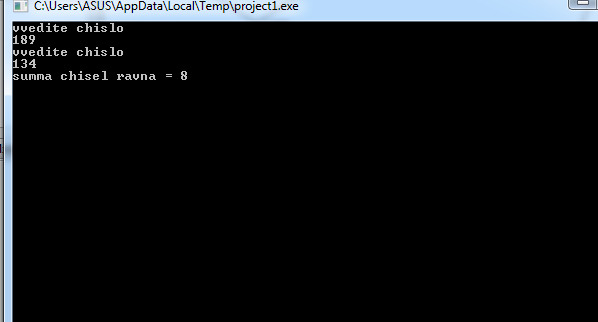 C:\Users\ASUS\AppData\Local\Temp\project1.exe
vvedite chislo
189
vvedite chislo
134
summa chisel ravna = 8